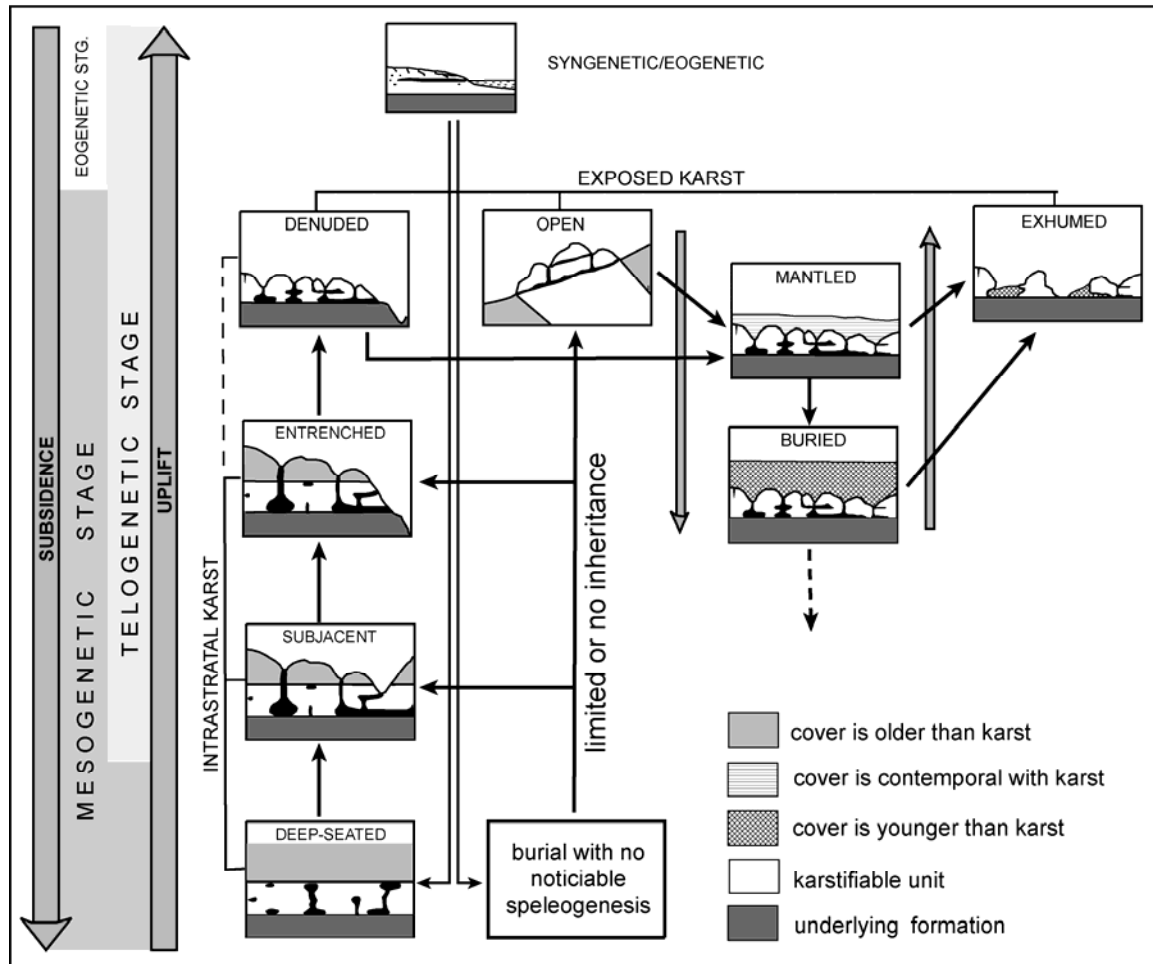 SUBSIDENCE
EOGENETIC STG.
MESOGENETIC STAGE
TELOGENETIC STAGE
UPLIFT
SYNGENETIC/EOGENETIC
EXPOSED KARST
DENUDED
OPEN
EXHUMED
MANTLED
ENTRENCHED
BURIED
INTRASTRATAL KARST
SUBJACENT
limited or no inheritance
DEEP-SEATED
burial with no
noticiable
speleogenesis
cover is older than karst
cover is contemporal with karst
cover is younger than karst
karstifiable unit
underlying formation